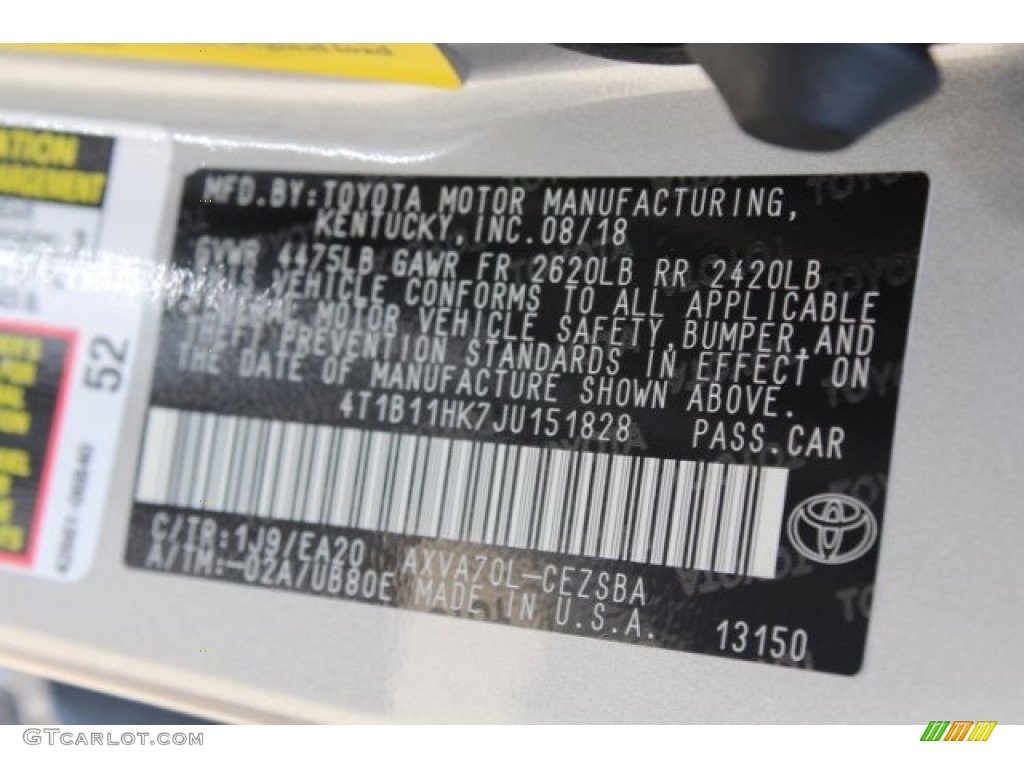 MFD.BY:TOYOTA MOTOR MANUFACTURING,
KENTUCKY,INC.08/18
GVWR 4475LB GAWR FR 2620LB RR 2420LB
THIS VEHICLE CONFORMS TO ALL APPLICABLE
FEDERAL MOTOR VEHICLE SAFETY,BUMPER,AND
THEFT PREVENTION STANDARDS IN EFFECT ON
THE DATE OF MANUFACTURE SHOWN ABOVE.
4T1B11HK7JU151828 PASS.CAR
C/TR:1J9/EA20 AXVA70L-CEZSBA
A/TM:-02A/UB80E MADE IN U.S.A.
13150
52
GTCARLOT.COM